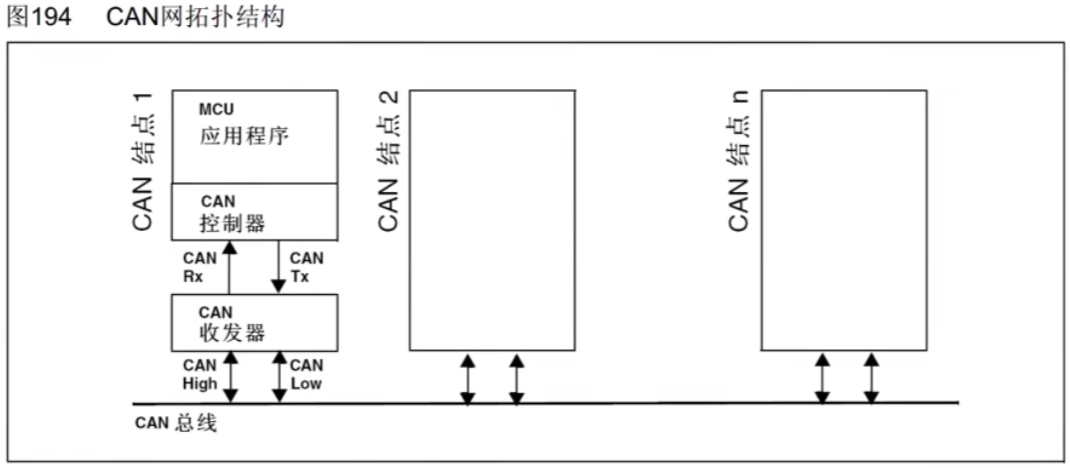 图194 CAN网拓扑结构
CAN 结点 1
MCU
应用程序
CAN
控制器
CAN
Rx
CAN
Tx
CAN
收发器
CAN
High
CAN
Low
CAN 结点 2
CAN 结点 n
CAN 总线